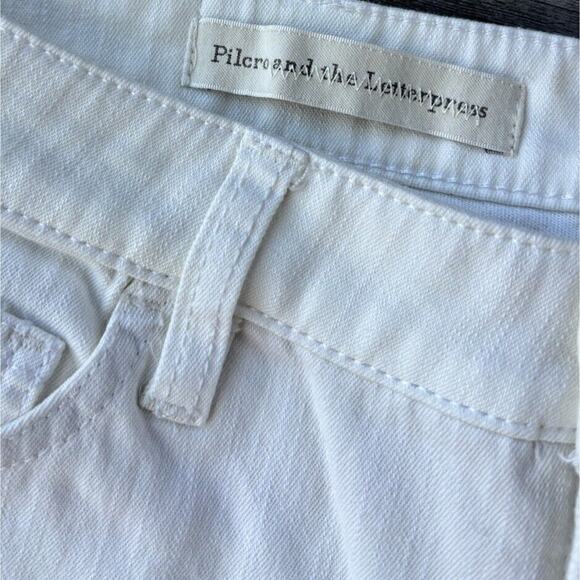 Pilcro and the Letterpress